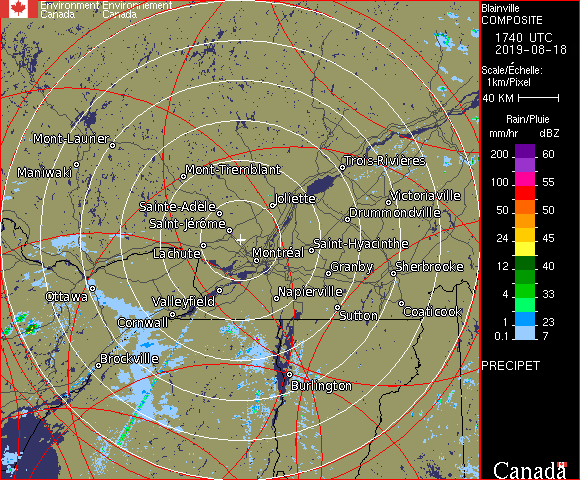 Environment Environnement
Canada Canada
Blainville
COMPOSITE
1740 UTC
2019-08-18
Scale/Échelle:
1km/Pixel
40 KM
Rain/Pluie
mm/hr dBZ
200 60
100 55
50 50
24 45
12 40
4 33
1 23
0.1 7
PRECIPET
Canada
Mont-Laurier
Maniwaki
Mont-Tremblant
Trois-Rivières
Joliette
Victoriaville
Sainte-Adèle
Drummondville
Saint-Jérôme
Saint-Hyacinthe
Lachute
Montréal
Granby
Sherbrooke
Ottawa
Valleyfield
Napierville
Cornwall
Sutton
Coaticook
Brockville
Burlington